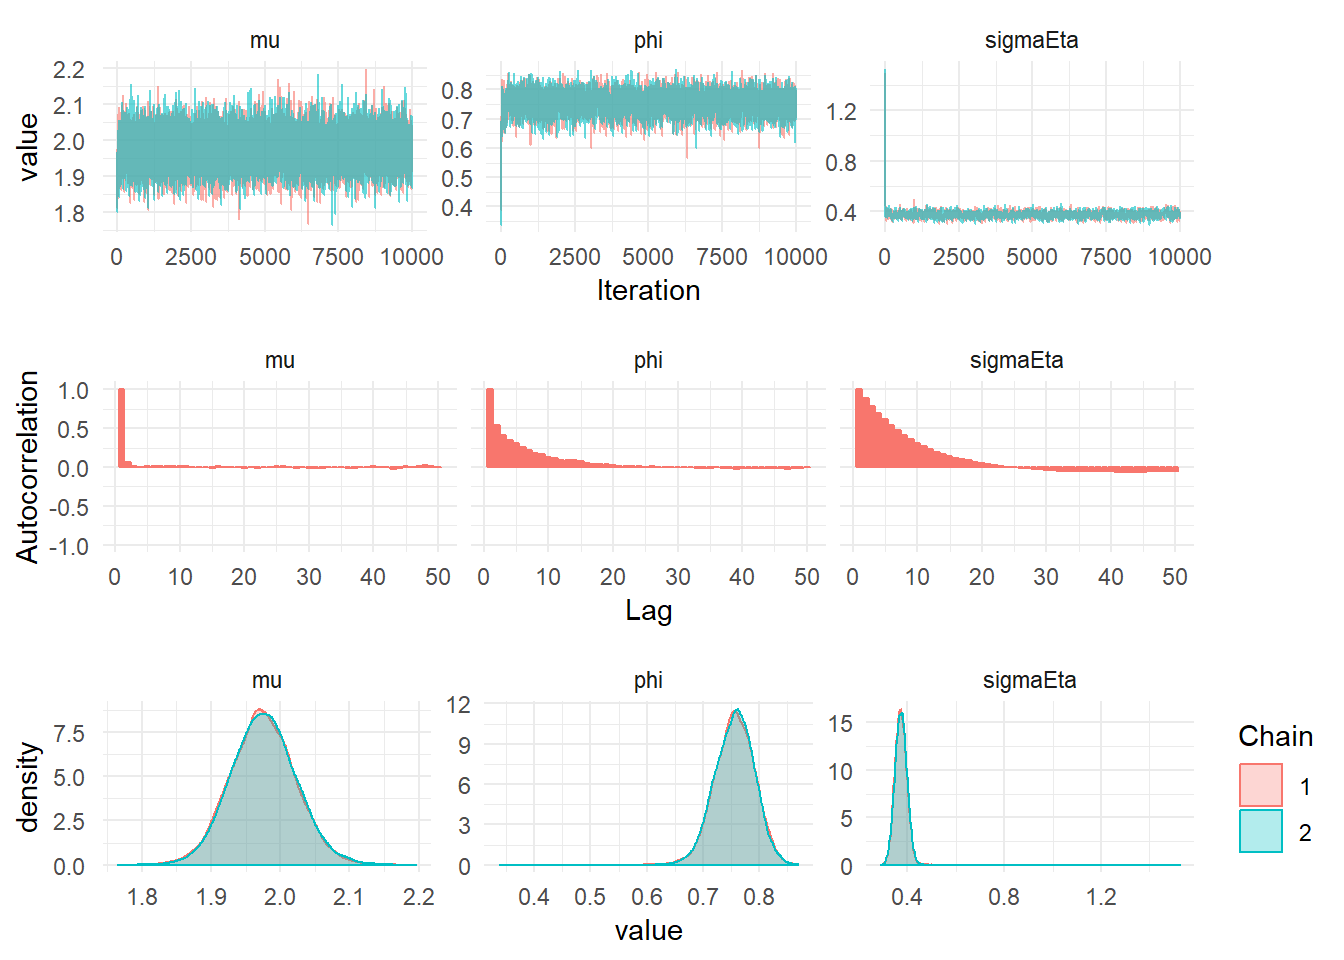 mu phi sigmaEta
value
2.2
2.1
2.0
1.9
1.8
0.8
0.7
0.6
0.5
0.4
1.2
0.8
0.4
0 2500 5000 7500 10000 0 2500 5000 7500 10000 0 2500 5000 7500 10000
Iteration
mu phi sigmaEta
Autocorrelation
1.0
0.5
0.0
-0.5
-1.0
0 10 20 30 40 50 0 10 20 30 40 50 0 10 20 30 40 50
Lag
mu phi sigmaEta
density
7.5
5.0
2.5
0.0
12
9
6
3
0
15
10
5
0
1.8 1.9 2.0 2.1 2.2 0.4 0.5 0.6 0.7 0.8 0.4 0.8 1.2
value
Chain
1
2